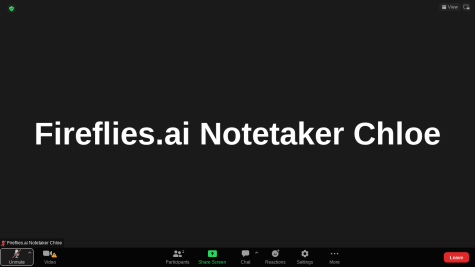 View
Fireflies.ai Notetaker Chloe
Fireflies.ai Notetaker Chloe
Unmute
Video
Participants
Share Screen
Chat
Reactions
Settings
More
Leave